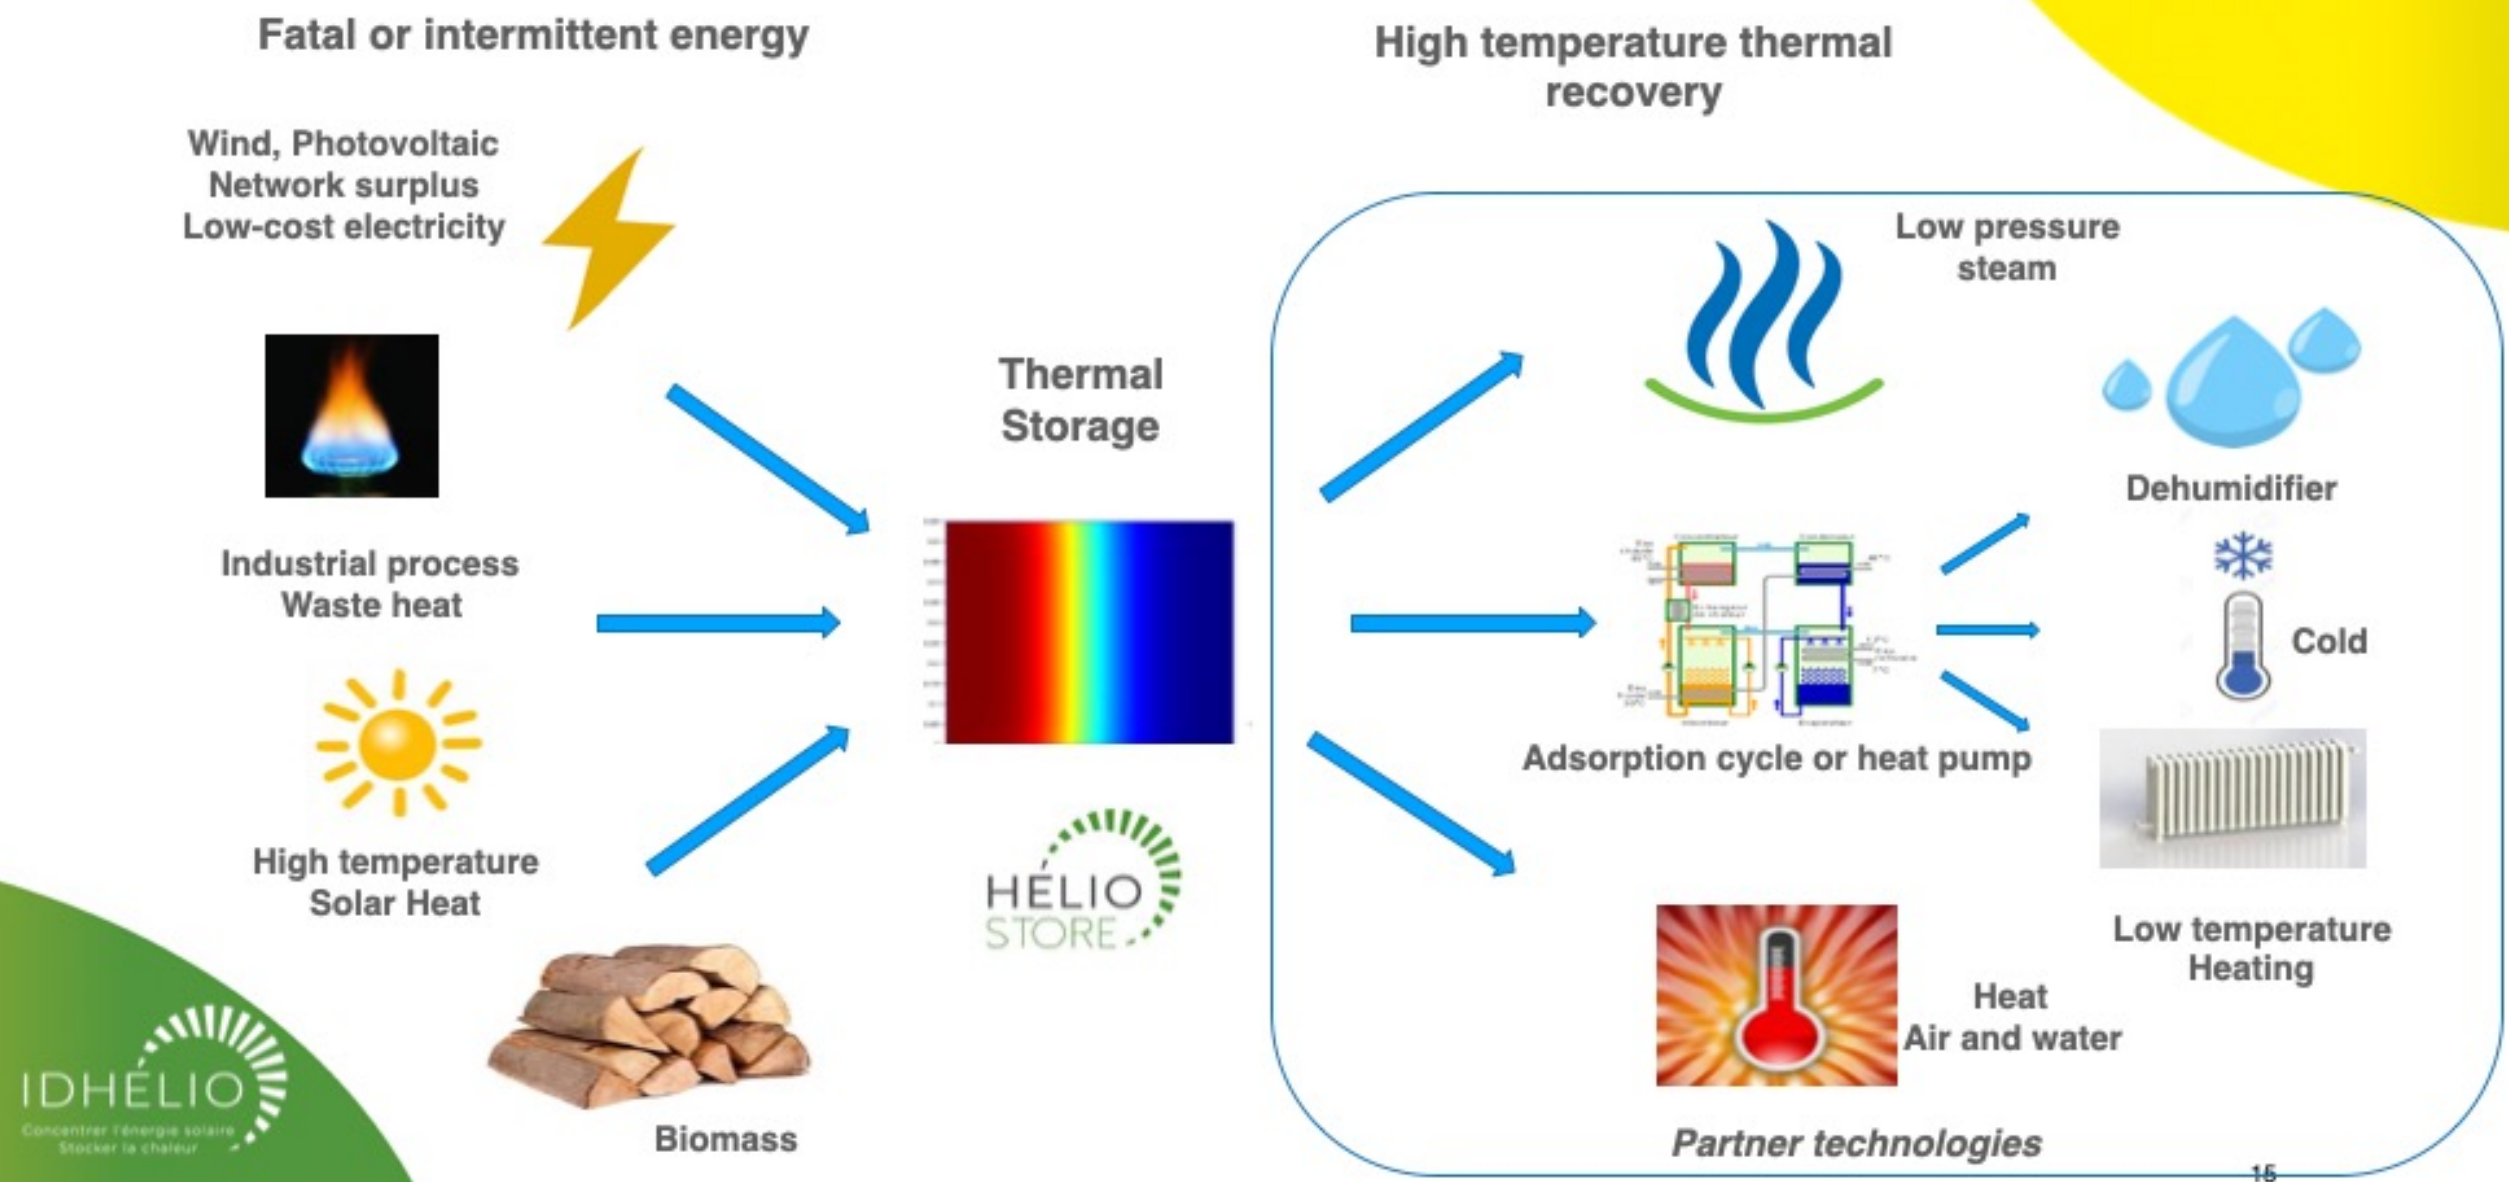 Fatal or intermittent energy
High temperature thermal
recovery
Wind, Photovoltaic
Network surplus
Low-cost electricity
Low pressure
steam
Thermal
Storage
Dehumidifier
Industrial process
Waste heat
Cold
Adsorption cycle or heat pump
High temperature
Solar Heat
HÉLIO
STORE
Low temperature
Heating
Heat
Air and water
IDHÉLIO
Concentrer l'énergie solaire
Stocker la chaleur
Biomass
Partner technologies
15